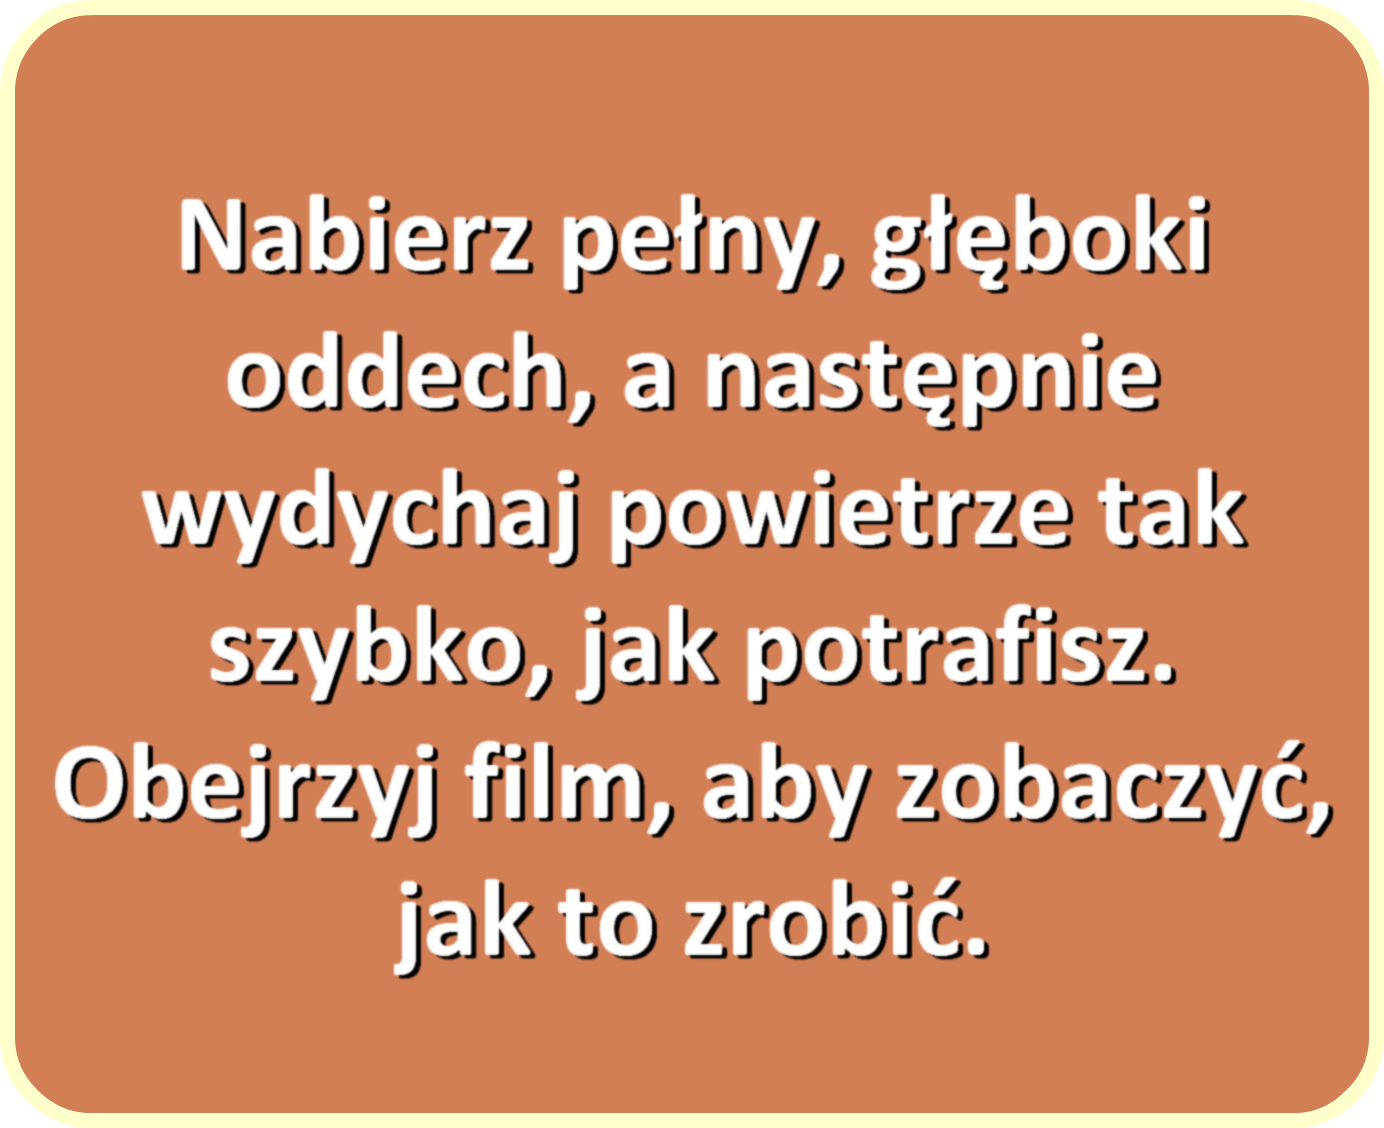 Nabierz pełny, głęboki
oddech, a następnie
wydychaj powietrze tak
szybko, jak potrafisz.
Obejrzyj film, aby zobaczyć,
jak to zrobić.